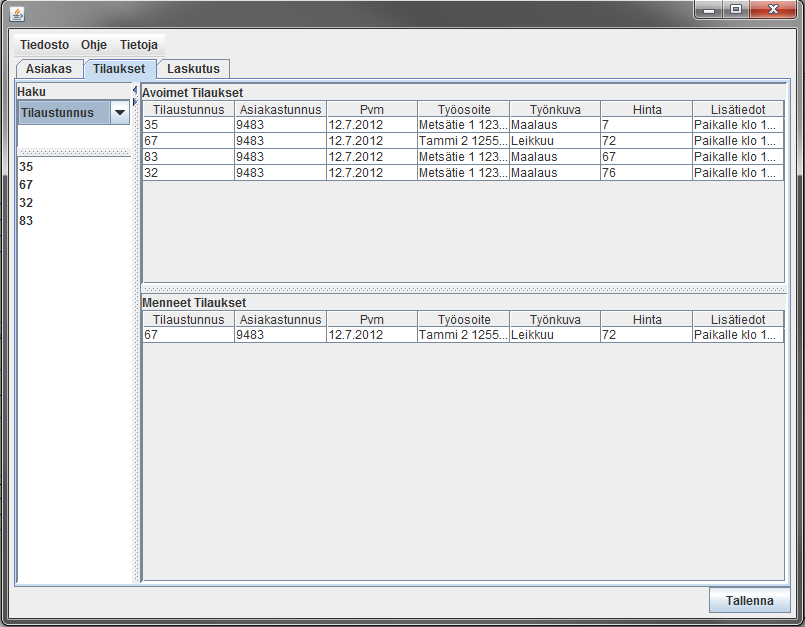 Tiedosto Ohje Tietoja
Asiakas Tilaukset Laskutus
Haku
Tilaustunnus
35
67
32
83
Avoimet Tilaukset
Tilaustunnus Asiakastunnus Pvm Työosoite Työnkuva Hinta Lisätiedot
35 9483 12.7.2012 Metsätie 1 123... Maalaus 7 Paikalle klo 1...
67 9483 12.7.2012 Tammi 2 1255... Leikkuu 72 Paikalle klo 1...
83 9483 12.7.2012 Metsätie 1 123... Maalaus 67 Paikalle klo 1...
32 9483 12.7.2012 Metsätie 1 123... Maalaus 76 Paikalle klo 1...
Menneet Tilaukset
Tilaustunnus Asiakastunnus Pvm Työosoite Työnkuva Hinta Lisätiedot
67 9483 12.7.2012 Tammi 2 1255... Leikkuu 72 Paikalle klo 1...
Tallenna